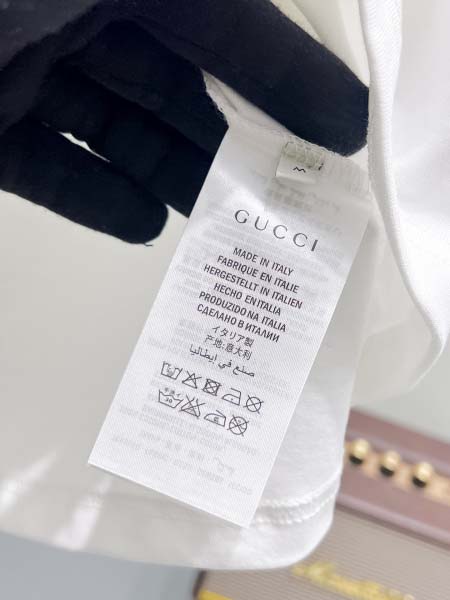 M
GUCCI
MADE IN ITALY
FABRIQUE EN ITALIE
HERGESTELLT IN ITALIEN
HECHO EN ITALIA
PRODUZIDO NA ITALIA
СДЕЛАНО В ИТАЛИИ
イタリア製
产地:意大利
صنع في إيطاليا